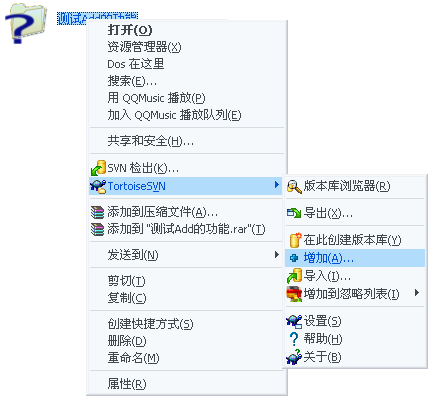 测试Add的功能
打开(O)
资源管理器(X)
Dos 在这里
搜索(E)...
用 QQMusic 播放(P)
加入 QQMusic 播放队列(E)
共享和安全(H)...
SVN 检出(K)...
TortoiseSVN
添加到压缩文件(A)...
添加到 "测试Add的功能.rar"(T)
发送到(N)
剪切(T)
复制(C)
创建快捷方式(S)
删除(D)
重命名(M)
属性(R)
版本库浏览器(R)
导出(X)...
在此创建版本库(Y)
增加(A)...
导入(I)...
增加到忽略列表(I)
设置(S)
帮助(H)
关于(B)